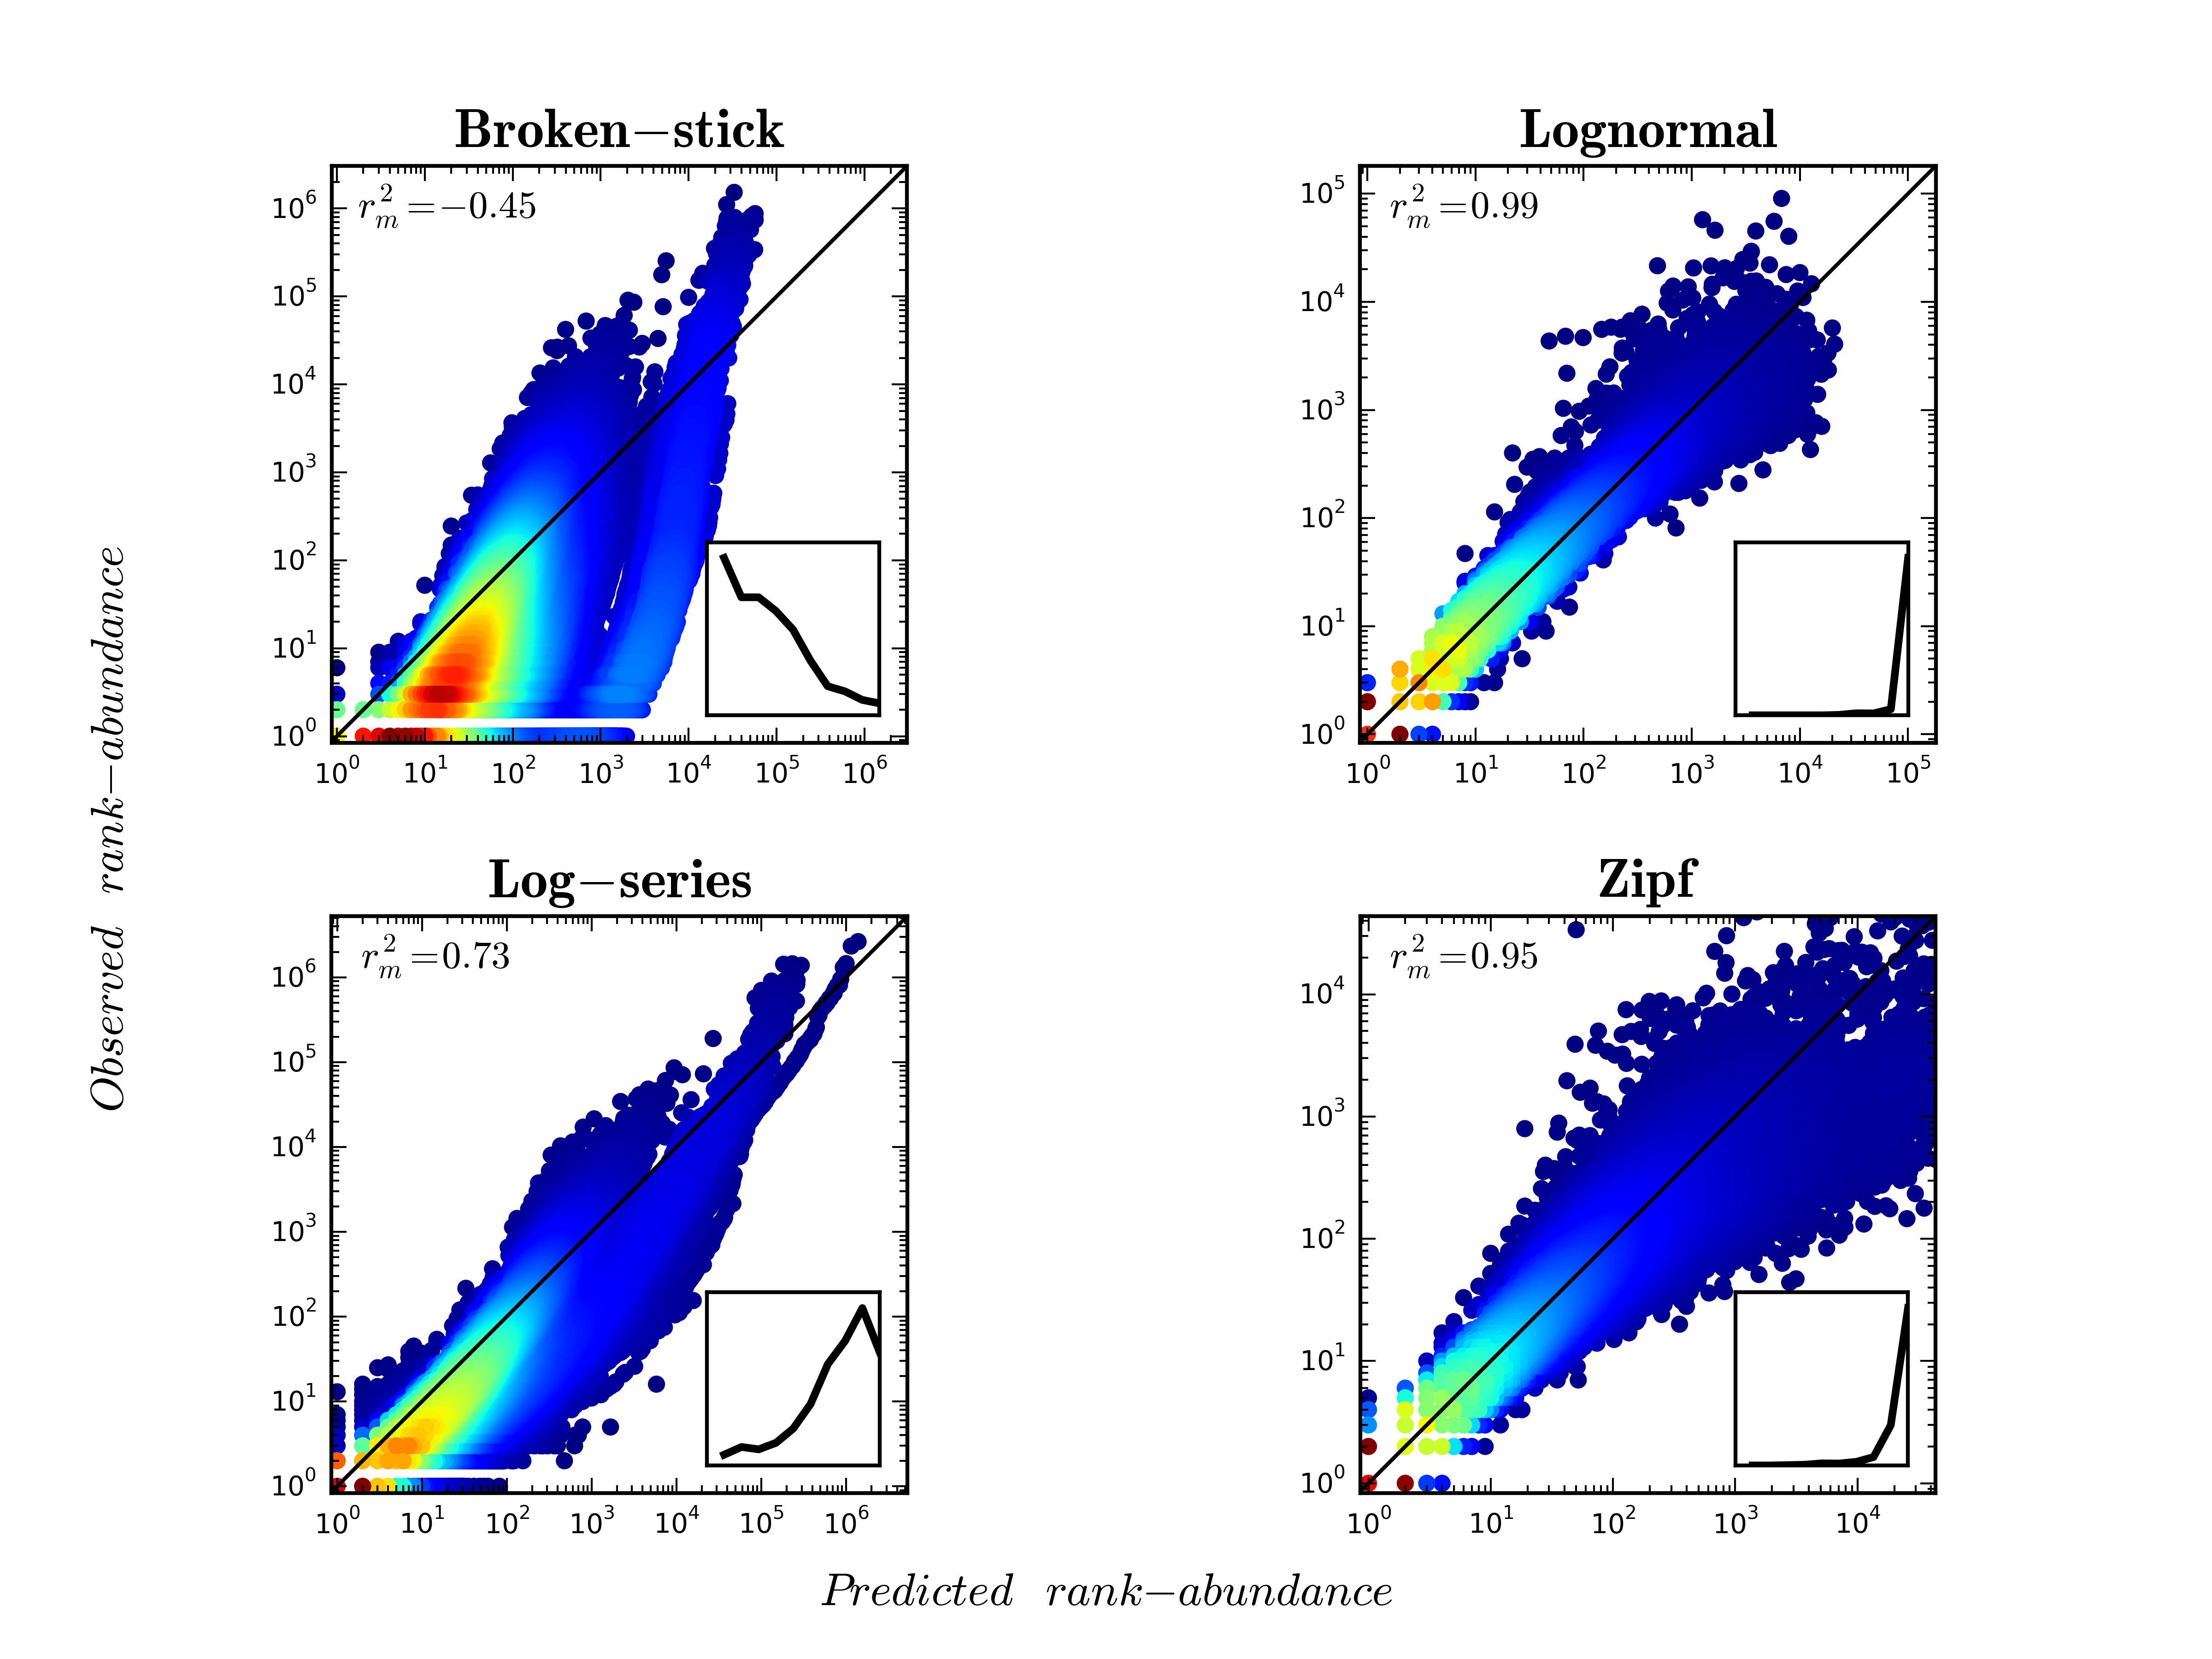 Broken−stick
r²ₘ=−0.45
10⁶
10⁵
10⁴
10³
10²
10¹
10⁰
10⁰ 10¹ 10² 10³ 10⁴ 10⁵ 10⁶
Lognormal
r²ₘ=0.99
10⁵
10⁴
10³
10²
10¹
10⁰
10⁰ 10¹ 10² 10³ 10⁴ 10⁵
Log−series
r²ₘ=0.73
10⁶
10⁵
10⁴
10³
10²
10¹
10⁰
10⁰ 10¹ 10² 10³ 10⁴ 10⁵ 10⁶
Zipf
r²ₘ=0.95
10⁴
10³
10²
10¹
10⁰
10⁰ 10¹ 10² 10³ 10⁴
Observed rank−abundance
Predicted rank−abundance